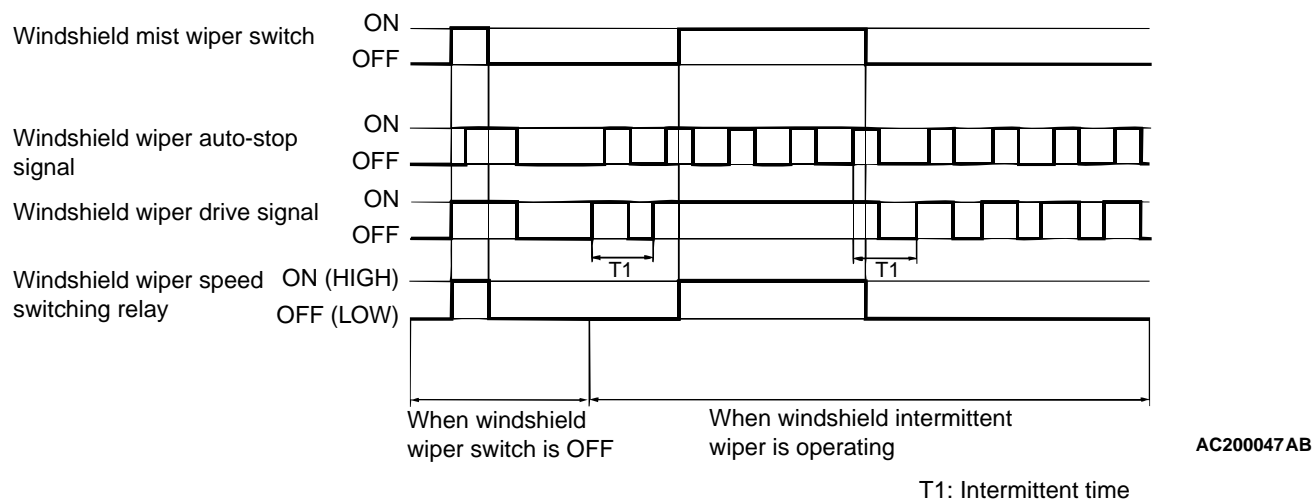 Windshield mist wiper switch
ON
OFF
Windshield wiper auto-stop
signal
ON
OFF
Windshield wiper drive signal
ON
OFF
T1
T1
Windshield wiper speed
switching relay
ON (HIGH)
OFF (LOW)
When windshield
wiper switch is OFF
When windshield intermittent
wiper is operating
AC200047AB
T1: Intermittent time